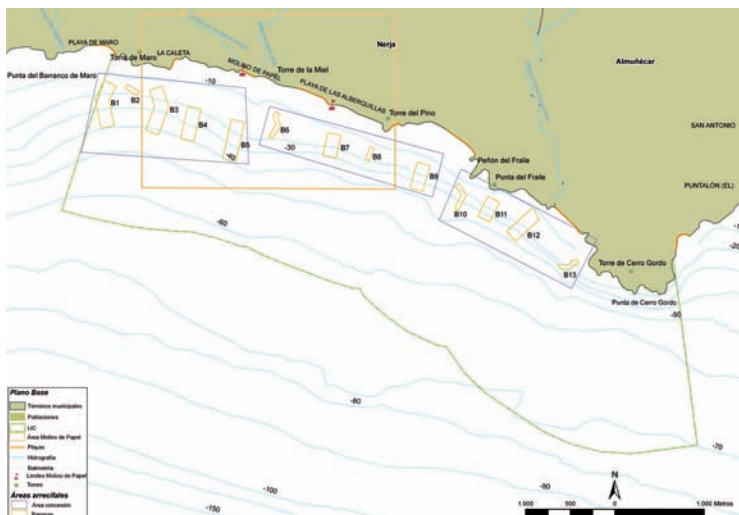 PLAYA DE MARO
Torre de Maro
LA CALETA
Punta del Barranco de Maro
MOLINO DE PAPEL
Torre de la Miel
Nerja
PLAYA DE LAS ALBERQUILLAS
Torre del Pino
Almuñécar
SAN ANTONIO
PUNTALÓN (EL)
Peñón del Fraile
Punta del Fraile
Torre de Cerro Gordo
Punta de Cerro Gordo
B1
B2
B3
B4
B5
B6
B7
B8
B9
B10
B11
B12
B13
-10
-40
-30
-60
-20
-50
-70
-80
-90
-100
-150
Plano Base
Términos municipales
Poblaciones
LIC
Área Molino de Papel
Playas
Hidrografía
Batimetría
Límites Molino de Papel
Torres
Áreas arrecifales
Área concesión
N
1.000 500 0 1.000 Metros